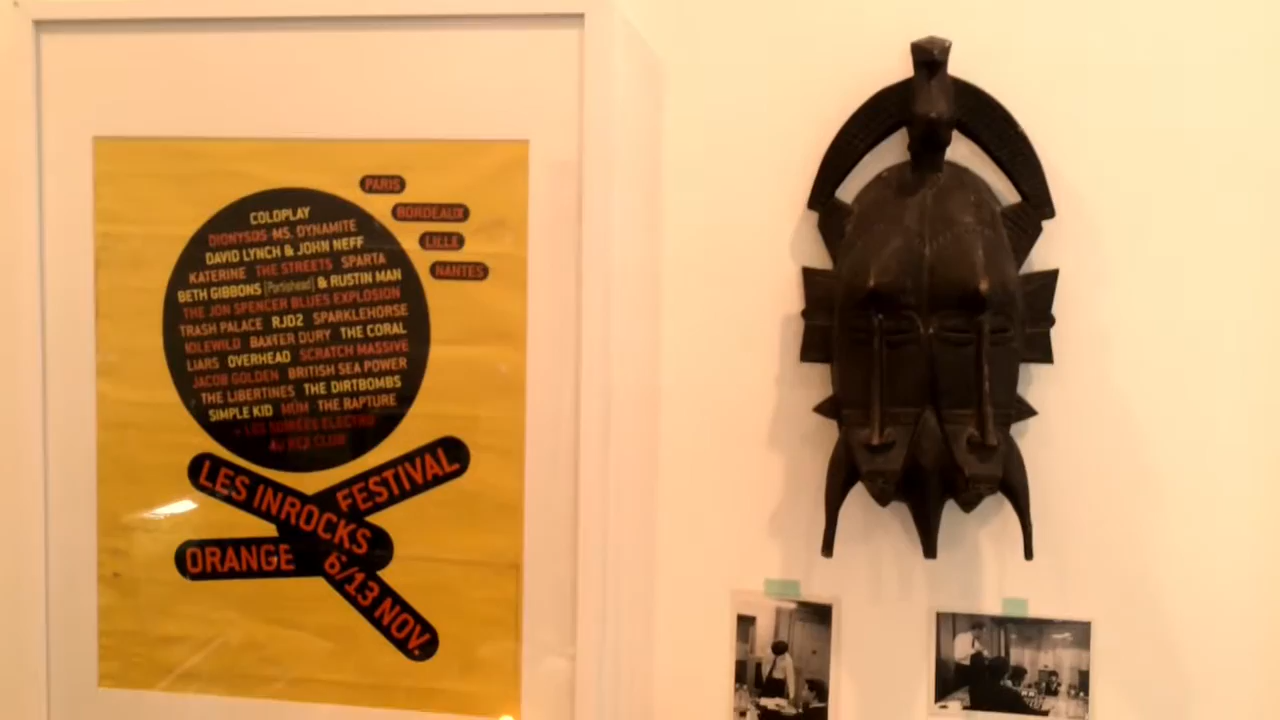 PARIS
BORDEAUX
LILLE
NANTES
COLDPLAY
DIONYSOS MS. DYNAMITE
DAVID LYNCH & JOHN NEFF
KATERINE THE STREETS SPARTA
BETH GIBBONS [Portishead] & RUSTIN MAN
THE JON SPENCER BLUES EXPLOSION
TRASH PALACE RJD2 SPARKLEHORSE
IDLEWILD BAXTER DURY THE CORAL
LIARS OVERHEAD SCRATCH MASSIVE
JACOB GOLDEN BRITISH SEA POWER
THE LIBERTINES THE DIRTBOMBS
SIMPLE KID MÚM THE RAPTURE
+ LES SOIRÉES ELECTRO
AU REX CLUB
LES INROCKS
FESTIVAL
ORANGE
6/13 NOV.